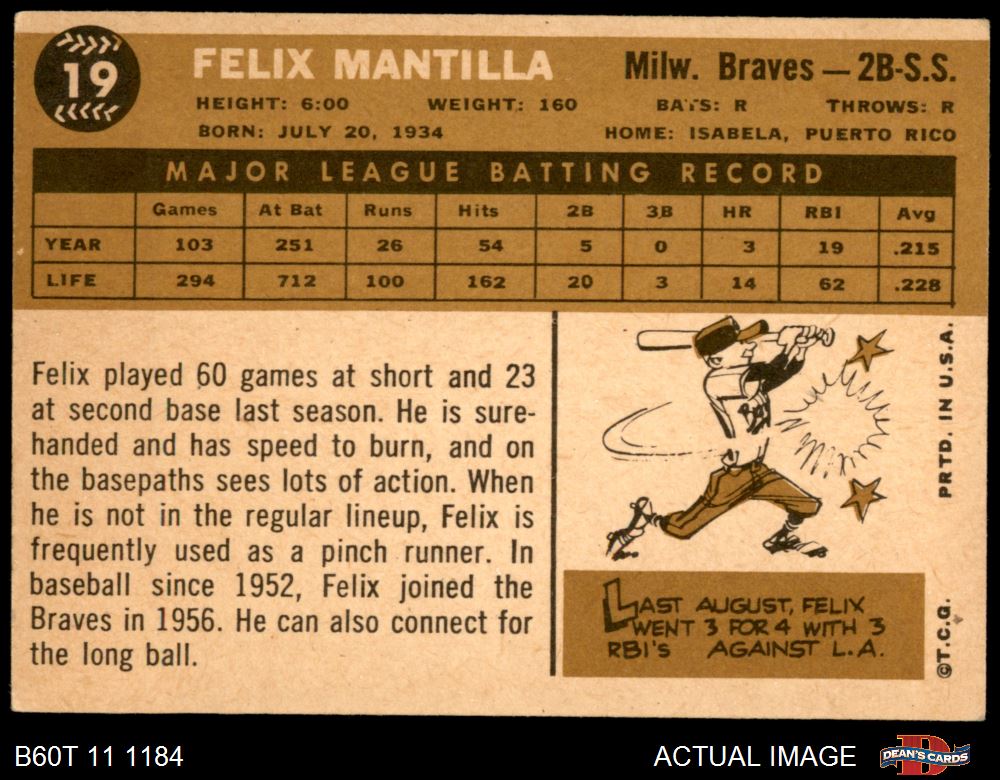 19
FELIX MANTILLA
Milw. Braves — 2B-S.S.
HEIGHT: 6:00 WEIGHT: 160 BATS: R THROWS: R
BORN: JULY 20, 1934 HOME: ISABELA, PUERTO RICO
MAJOR LEAGUE BATTING RECORD
Games At Bat Runs Hits 2B 3B HR RBI Avg
YEAR 103 251 26 54 5 0 3 19 .215
LIFE 294 712 100 162 20 3 14 62 .228
Felix played 60 games at short and 23
at second base last season. He is sure-
handed and has speed to burn, and on
the basepaths sees lots of action. When
he is not in the regular lineup, Felix is
frequently used as a pinch runner. In
baseball since 1952, Felix joined the
Braves in 1956. He can also connect for
the long ball.
LAST AUGUST, FELIX
WENT 3 FOR 4 WITH 3
RBI'S AGAINST L.A.
©T.C.G. PRTD. IN U.S.A.
B60T 11 1184
ACTUAL IMAGE
DEAN'S CARDS